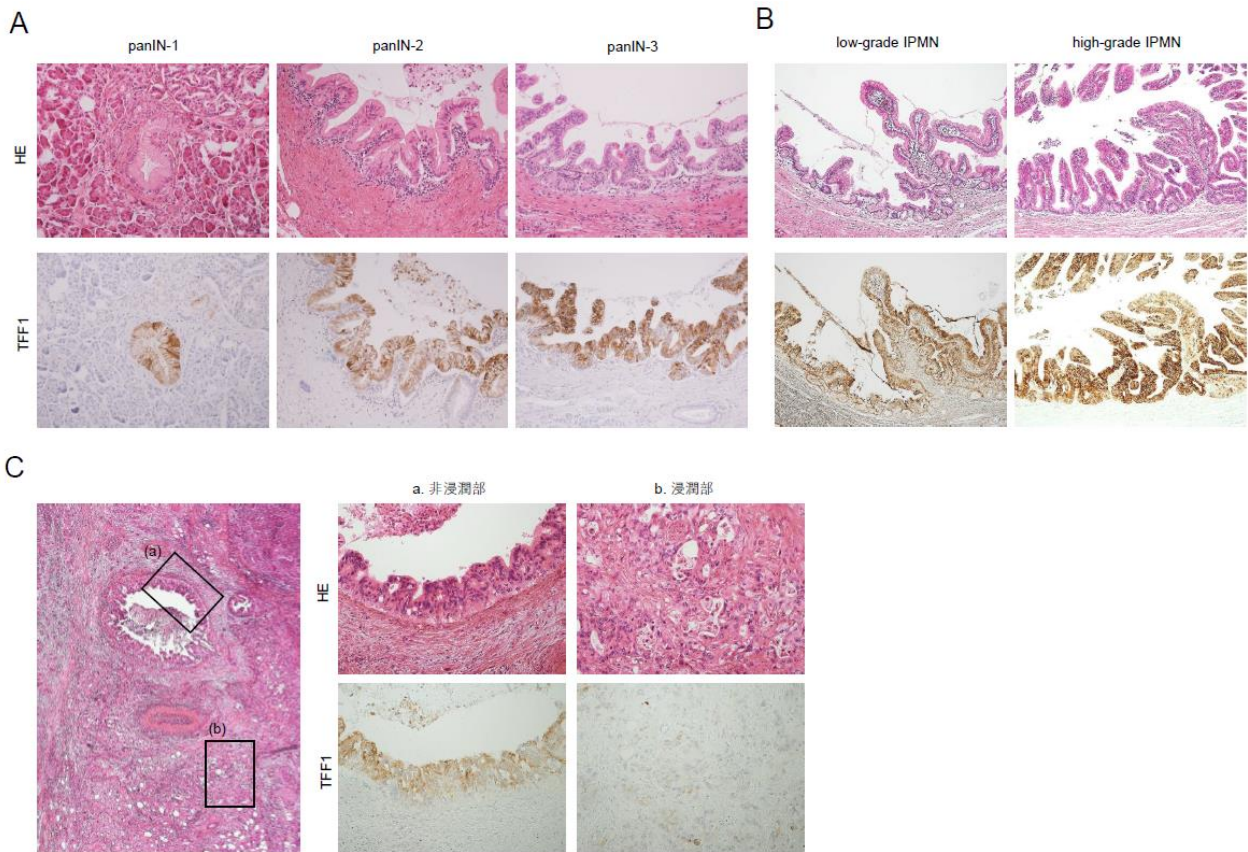 A
panIN-1
panIN-2
panIN-3
HE
TFF1
B
low-grade IPMN
high-grade IPMN
C
(a)
(b)
a. 非浸潤部
b. 浸潤部
HE
TFF1